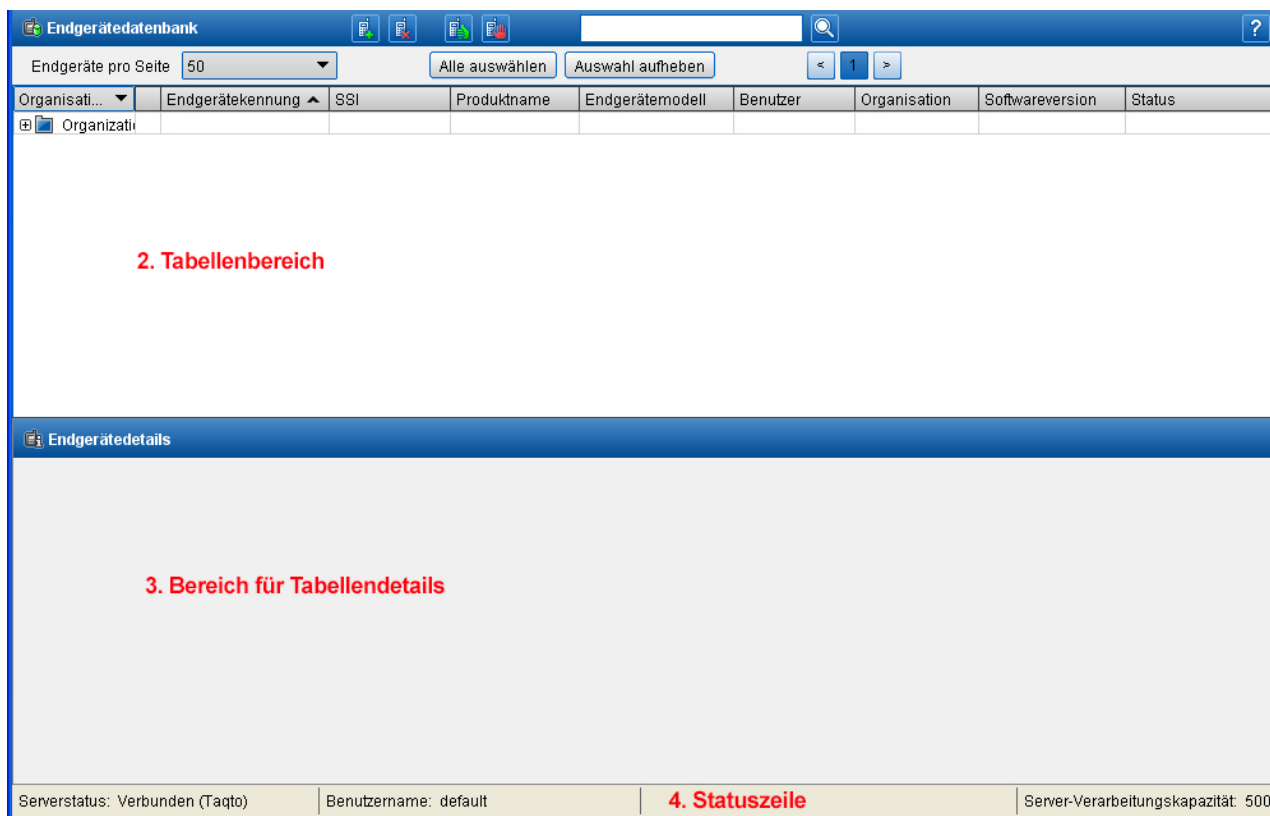 Endgerätedatenbank ?
Endgeräte pro Seite 50 Alle auswählen Auswahl aufheben < 1 >
Organisati... Endgerätekennung SSI Produktname Endgerätemodell Benutzer Organisation Softwareversion Status
Organizati
2. Tabellenbereich
Endgerätedetails
3. Bereich für Tabellendetails
Serverstatus: Verbunden (Taqto) Benutzername: default 4. Statuszeile Server-Verarbeitungskapazität: 500